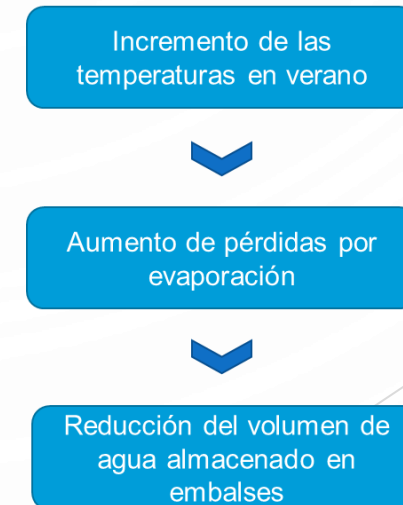 Incremento de las
temperaturas en verano
Aumento de pérdidas por
evaporación
Reducción del volumen de
agua almacenado en
embalses